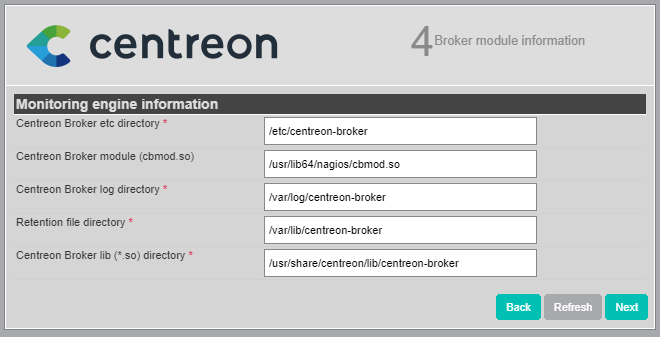 centreon
4 Broker module information
Monitoring engine information
Centreon Broker etc directory * /etc/centreon-broker
Centreon Broker module (cbmod.so) /usr/lib64/nagios/cbmod.so
Centreon Broker log directory * /var/log/centreon-broker
Retention file directory * /var/lib/centreon-broker
Centreon Broker lib (*.so) directory * /usr/share/centreon/lib/centreon-broker
Back Refresh Next